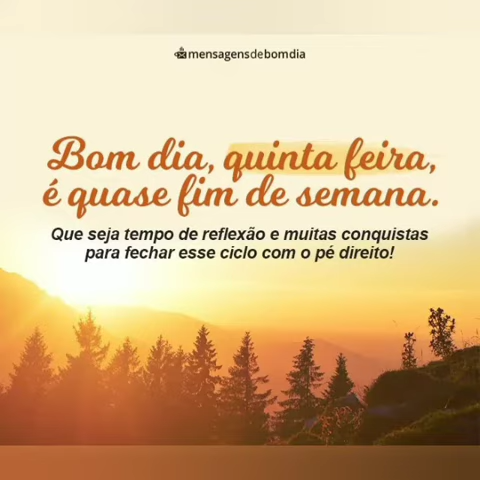 mensagensdebomdia
Bom dia, quinta feira,
é quase fim de semana.
Que seja tempo de reflexão e muitas conquistas
para fechar esse ciclo com o pé direito!